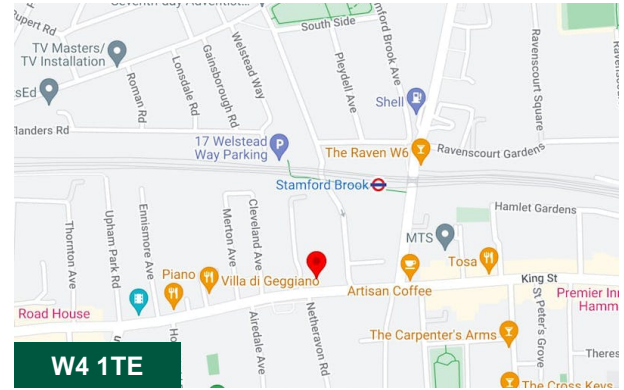 Seventh-day Adventist...
South Side
Rupert Rd
TV Masters/
TV Installation
Welstead Way
Gainsborough Rd
Lonsdale Rd
Roman Rd
Pleydell Ave
mford Brook Ave
Ravenscourt Square
Shell
sEd
landers Rd
17 Welstead
Way Parking
The Raven W6
Ravenscourt Gardens
Stamford Brook
Hamlet Gardens
Thornton Ave
Upham Park Rd
Ennismore Ave
Merton Ave
Cleveland Ave
MTS
Tosa
Piano
Villa di Geggiano
Artisan Coffee
King St
Road House
Airedale Ave
Netheravon Rd
St Peter's Grove
Premier Inn
Hamm
The Carpenter's Arms
Theres
W4 1TE
The Cross Keys